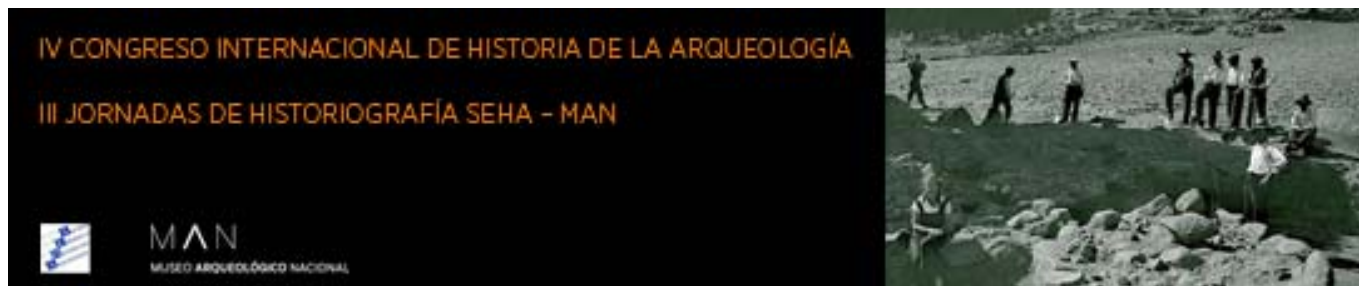 IV CONGRESO INTERNACIONAL DE HISTORIA DE LA ARQUEOLOGÍA
III JORNADAS DE HISTORIOGRAFÍA SEHA – MAN
MAN
MUSEO ARQUEOLÓGICO NACIONAL